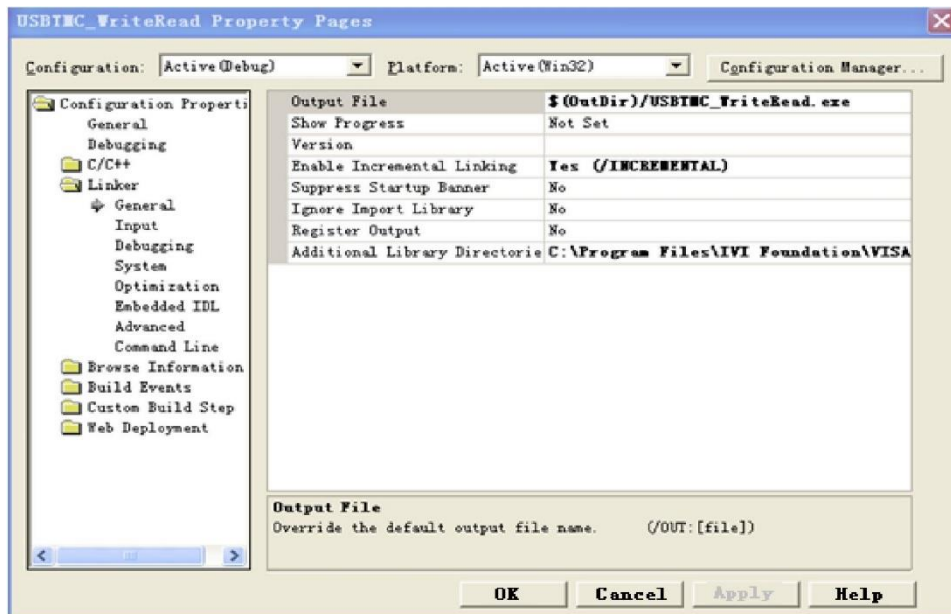 USBTMC_WriteRead Property Pages
Configuration: Active(Debug) Platform: Active(Win32) Configuration Manager...
Configuration Properti
General
Debugging
C/C++
Linker
General
Input
Debugging
System
Optimization
Embedded IDL
Advanced
Command Line
Browse Information
Build Events
Custom Build Step
Web Deployment
Output File $(OutDir)/USBTMC_WriteRead.exe
Show Progress Not Set
Version
Enable Incremental Linking Yes (/INCREMENTAL)
Suppress Startup Banner No
Ignore Import Library No
Register Output No
Additional Library Directorie C:\Program Files\IVI Foundation\VISA
Output File
Override the default output file name. (/OUT:[file])
OK Cancel Apply Help